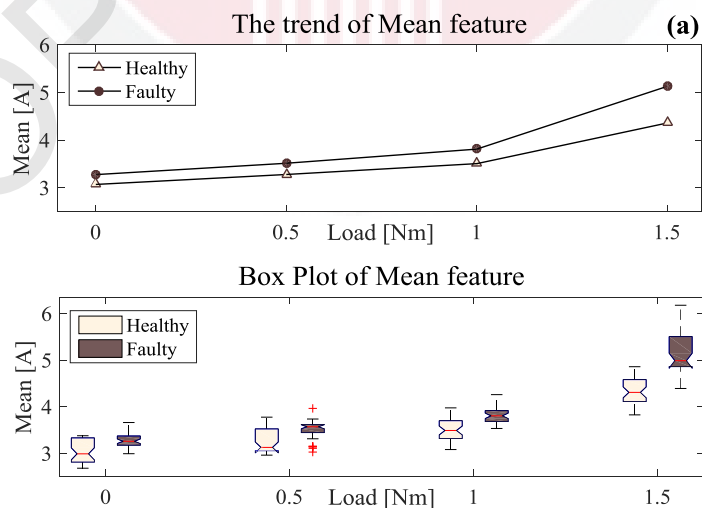 The trend of Mean feature
(a)
6
5
4
3
Mean [A]
Healthy
Faulty
0
0.5
Load [Nm]
1
1.5
Box Plot of Mean feature
6
5
4
3
Mean [A]
Healthy
Faulty
0
0.5
Load [Nm]
1
1.5